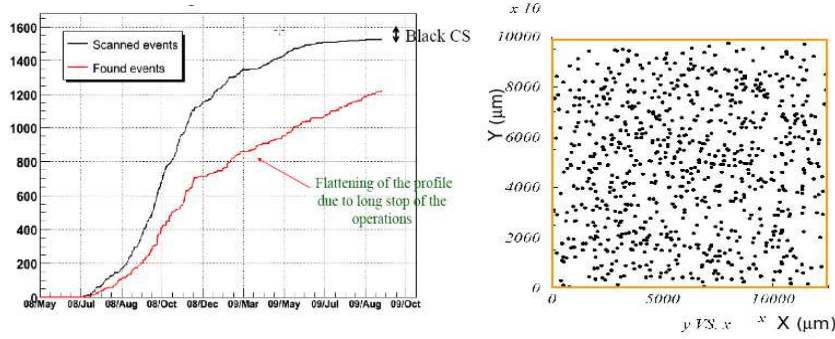 1600
1400
1200
1000
800
600
400
200
0
Scanned events
Found events
Black CS
Flattening of the profile
due to long stop of the
operations
08/May 08/Jul 08/Aug 08/Oct 08/Dec 09/Mar 09/May 09/Jul 09/Aug 09/Oct
x 10
10000
8000
6000
4000
2000
0
Y (μm)
0 5000 10000
y VS. x
x X (μm)